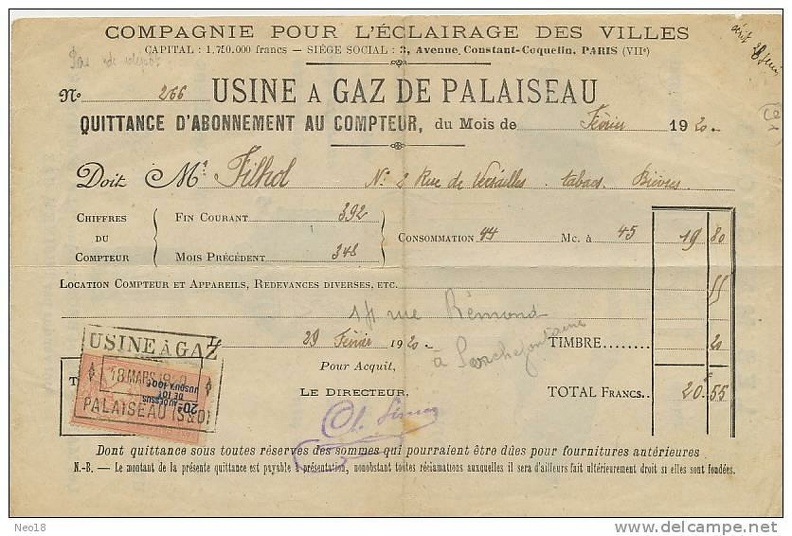 COMPAGNIE POUR L'ÉCLAIRAGE DES VILLES
CAPITAL : 1,750.000 francs — SIÈGE SOCIAL : 3, Avenue Constant-Coquelin, PARIS (VIIe)
No. 266 USINE A GAZ DE PALAISEAU
QUITTANCE D'ABONNEMENT AU COMPTEUR, du Mois de Février 1920
Doit Mr. Filhol No. 2 Rue de Versailles tabac Bièvres
CHIFFRES DU COMPTEUR
FIN COURANT 392
MOIS PRÉCÉDENT 348
CONSOMMATION 44 Mc. à 45 19 80
LOCATION COMPTEUR ET APPAREILS, REDEVANCES DIVERSES, ETC. 55
14 rue Rémond
à Porchefontaine
29 Février 1920 TIMBRE 20
Pour Acquit,
LE DIRECTEUR,
TOTAL FRANCS 20f 55
USINE À GAZ
18 MARS 1920
PALAISEAU (S&O)
Dont quittance sous toutes réserves des sommes qui pourraient être dûes pour fournitures antérieures
N.-B. — Le montant de la présente quittance est payable à présentation, nonobstant toutes réclamations auxquelles il sera d'ailleurs fait ultérieurement droit si elles sont fondées.
Neo18
delcampe.net